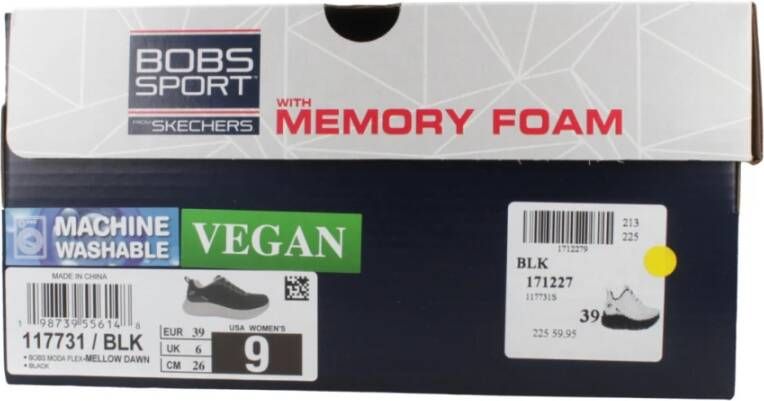 BOBS
SPORT™
FROM SKECHERS
WITH
MEMORY FOAM
MACHINE
WASHABLE
VEGAN
MADE IN CHINA
1 98739 55614 8
117731 / BLK
• BOBS MODA FLEX-MELLOW DAWN
• BLACK
EUR 39
UK 6
CM 26
USA WOMEN'S
9
213
225
1712279
BLK
171227
117731S
39
225 59.95